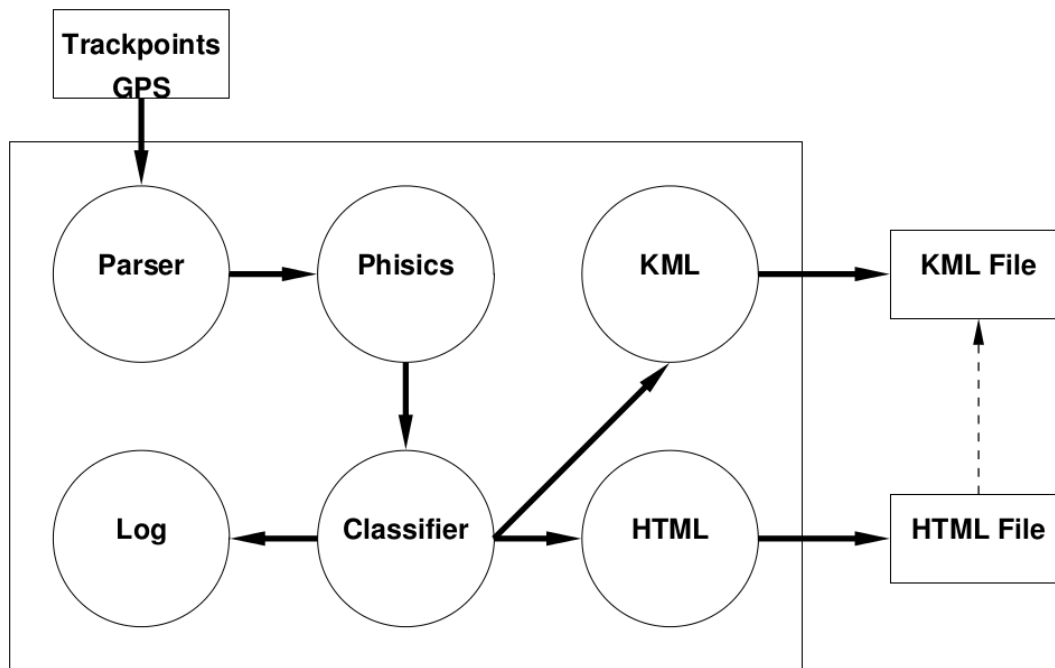 Trackpoints
GPS
Parser
Phisics
KML
KML File
Log
Classifier
HTML
HTML File